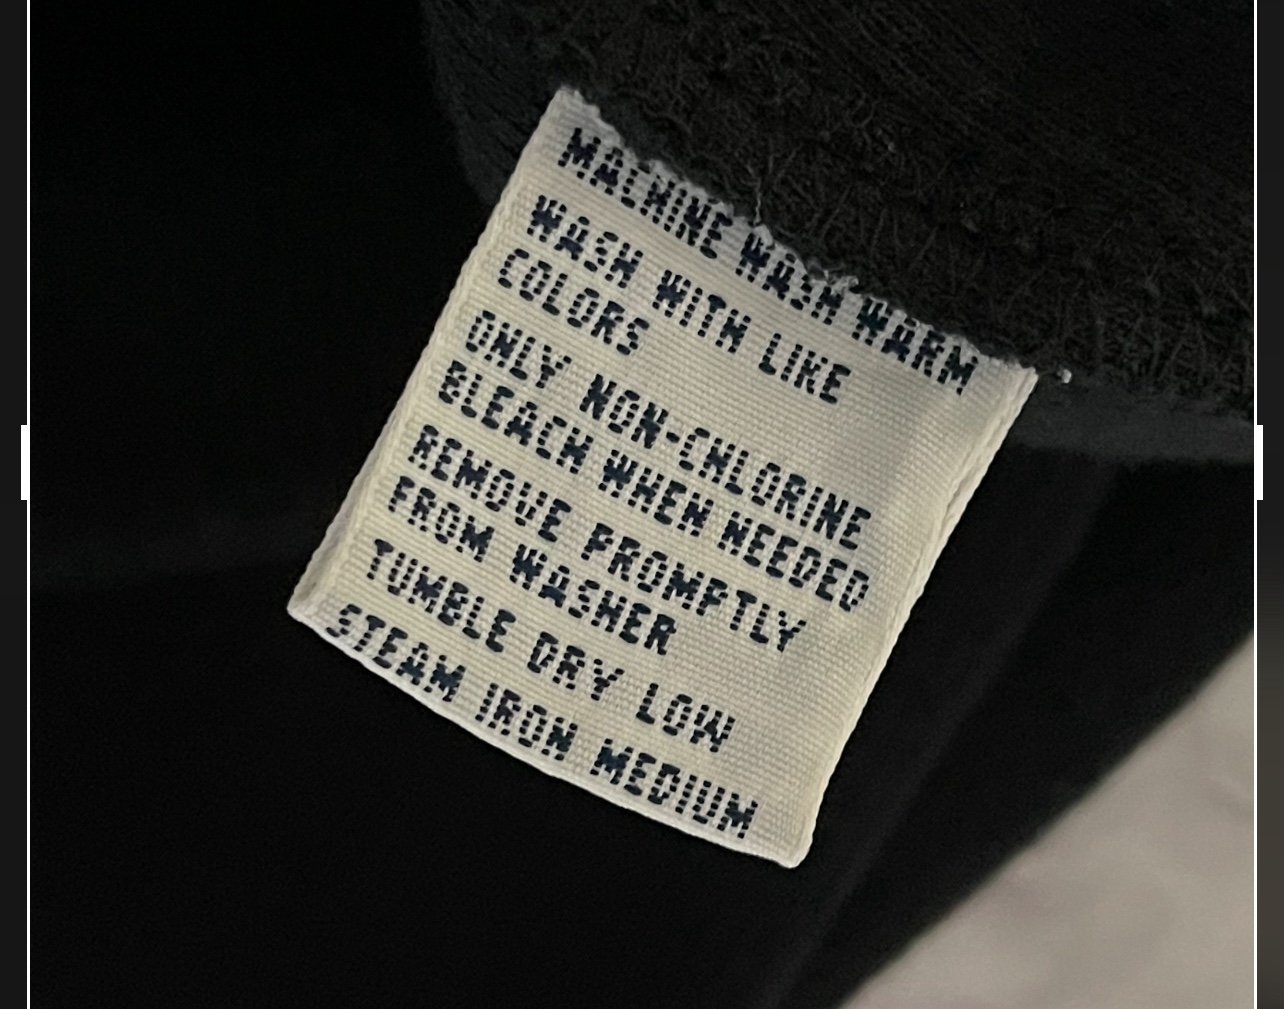 MACHINE WASH WARM
WASH WITH LIKE
COLORS
ONLY NON-CHLORINE
BLEACH WHEN NEEDED
REMOVE PROMPTLY
FROM WASHER
TUMBLE DRY LOW
STEAM IRON MEDIUM